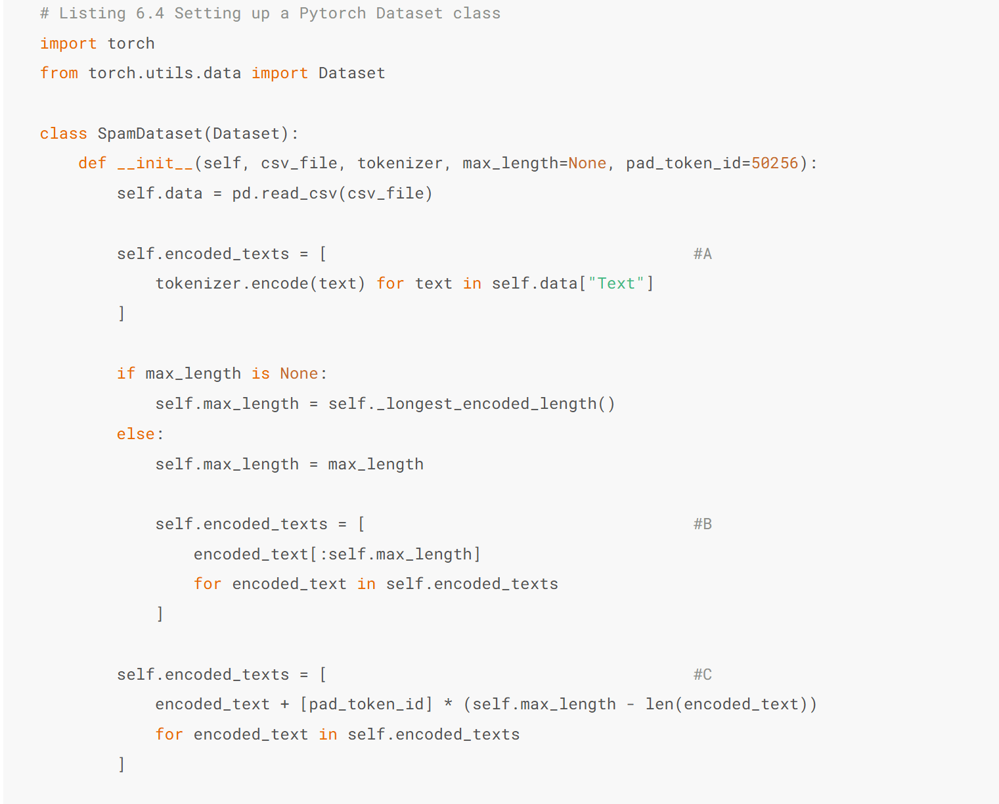 # Listing 6.4 Setting up a Pytorch Dataset class
import torch
from torch.utils.data import Dataset
class SpamDataset(Dataset):
    def __init__(self, csv_file, tokenizer, max_length=None, pad_token_id=50256):
        self.data = pd.read_csv(csv_file)
        self.encoded_texts = [                                      #A
            tokenizer.encode(text) for text in self.data["Text"]
        ]
        if max_length is None:
            self.max_length = self._longest_encoded_length()
        else:
            self.max_length = max_length
            self.encoded_texts = [                                  #B
                encoded_text[:self.max_length]
                for encoded_text in self.encoded_texts
            ]
        self.encoded_texts = [                                      #C
            encoded_text + [pad_token_id] * (self.max_length - len(encoded_text))
            for encoded_text in self.encoded_texts
        ]